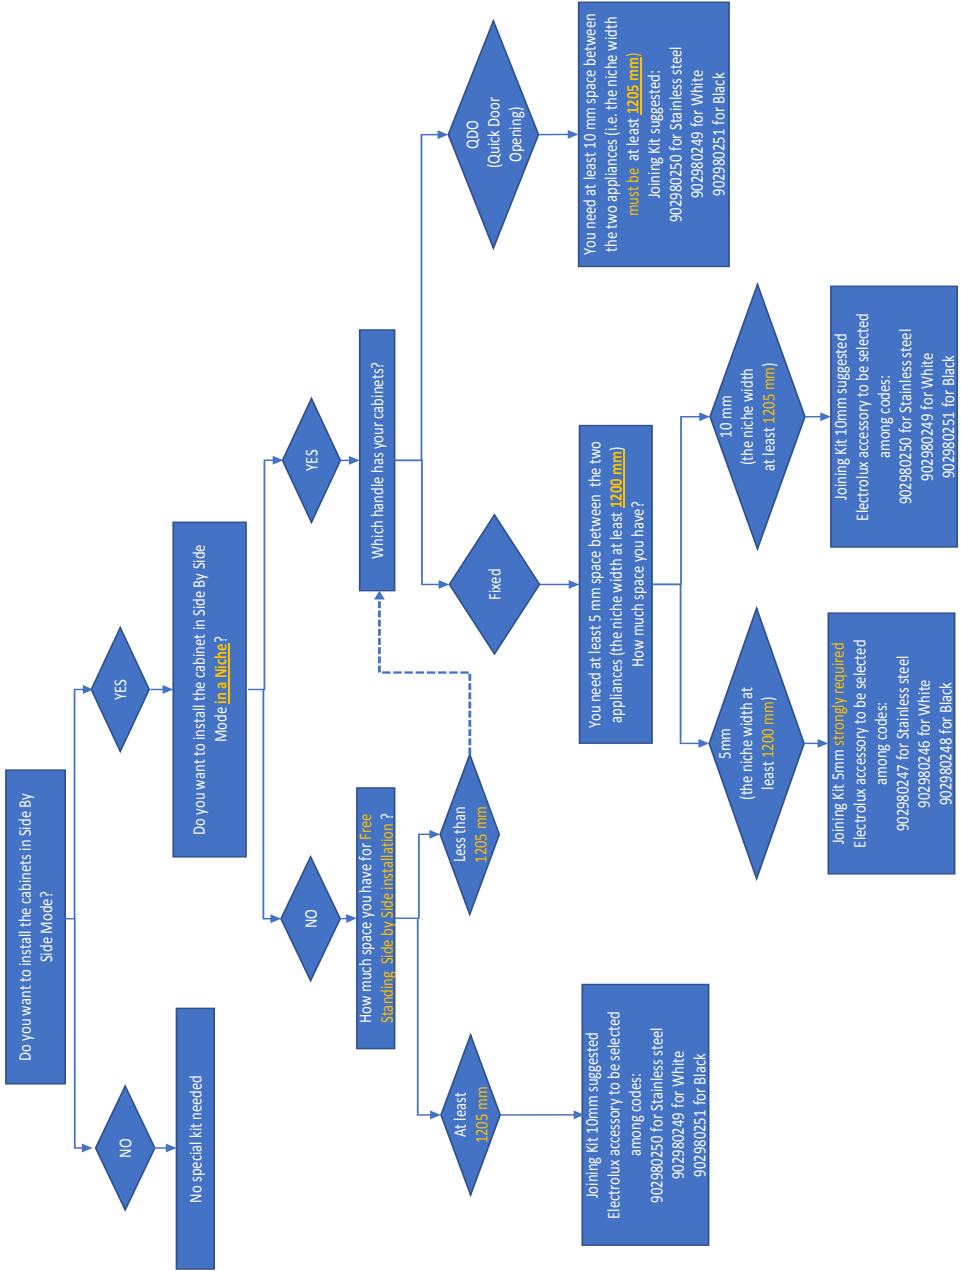 Do you want to install the cabinets in Side By
Side Mode?
NO
YES
No special kit needed
Do you want to install the cabinet in Side By Side
Mode in a Niche?
NO
YES
How much space you have for Free
Standing Side by Side installation ?
Which handle has your cabinets?
At least
1205 mm
Less than
1205 mm
Fixed
QDO
(Quick Door
Opening)
Joining Kit 10mm suggested
Electrolux accessory to be selected
among codes:
902980250 for Stainless steel
902980249 for White
902980251 for Black
You need at least 5 mm space between the two
appliances (the niche width at least 1200 mm)
How much space you have?
You need at least 10 mm space between
the two appliances (i.e. the niche width
must be at least 1205 mm)
Joining Kit suggested:
902980250 for Stainless steel
902980249 for White
902980251 for Black
5mm
(the niche width at
least 1200 mm)
10 mm
(the niche width
at least 1205 mm)
Joining Kit 5mm strongly required
Electrolux accessory to be selected
among codes:
902980247 for Stainless steel
902980246 for White
902980248 for Black
Joining Kit 10mm suggested
Electrolux accessory to be selected
among codes:
902980250 for Stainless steel
902980249 for White
902980251 for Black